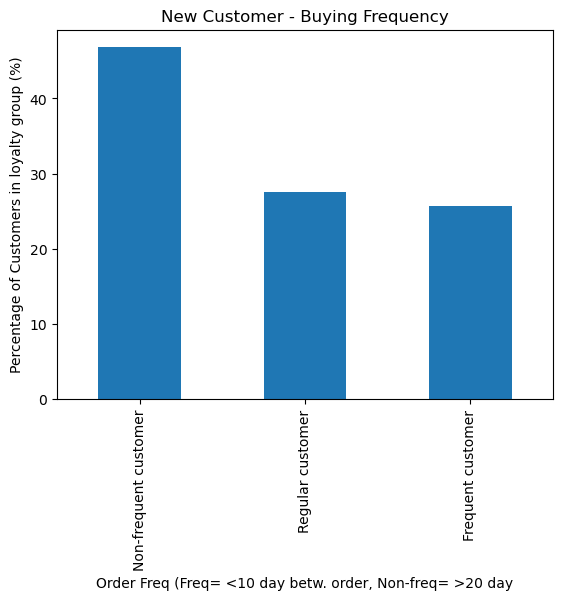 New Customer - Buying Frequency
Percentage of Customers in loyalty group (%)
40
30
20
10
0
Non-frequent customer
Regular customer
Frequent customer
Order Freq (Freq= <10 day betw. order, Non-freq= >20 day